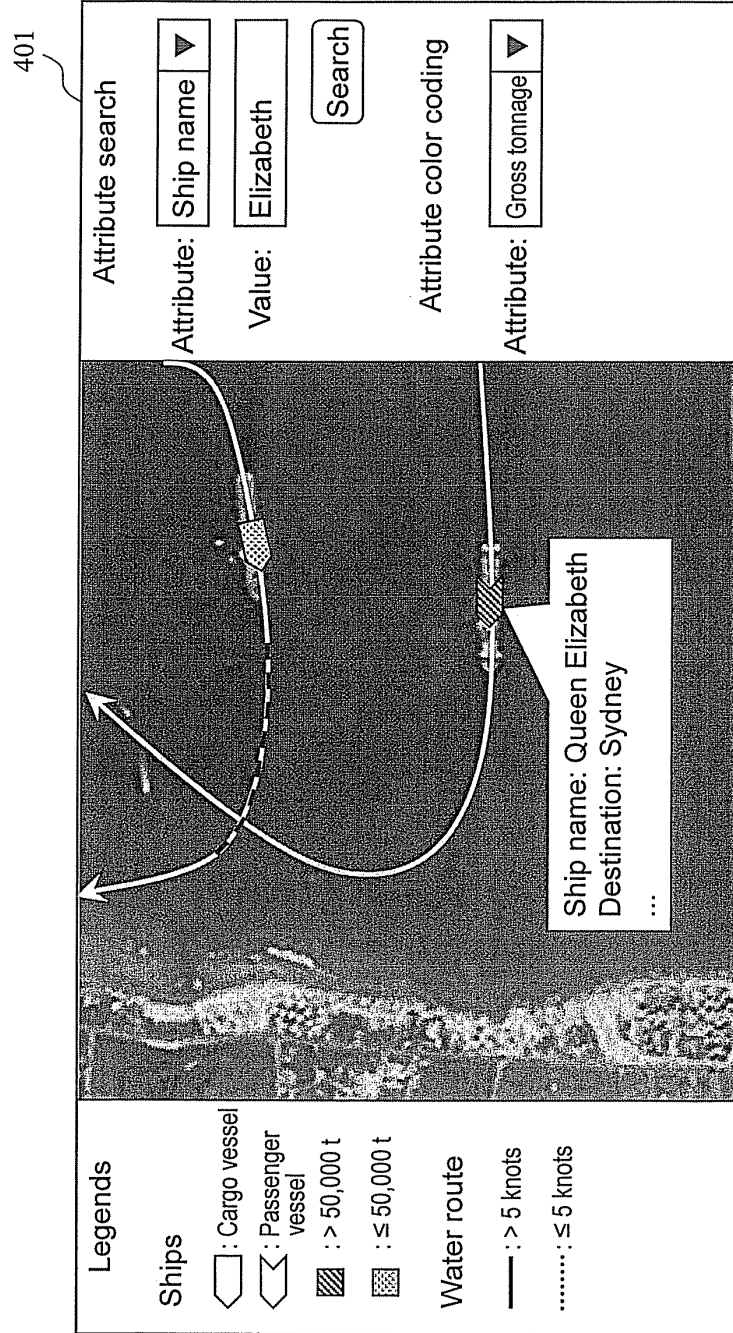 401
Legends
Ships
: Cargo vessel
: Passenger
vessel
: > 50,000 t
: ≤ 50,000 t
Water route
: > 5 knots
: ≤ 5 knots
Ship name: Queen Elizabeth
Destination: Sydney
...
Attribute search
Attribute: Ship name ▼
Value: Elizabeth
Search
Attribute color coding
Attribute: Gross tonnage ▼